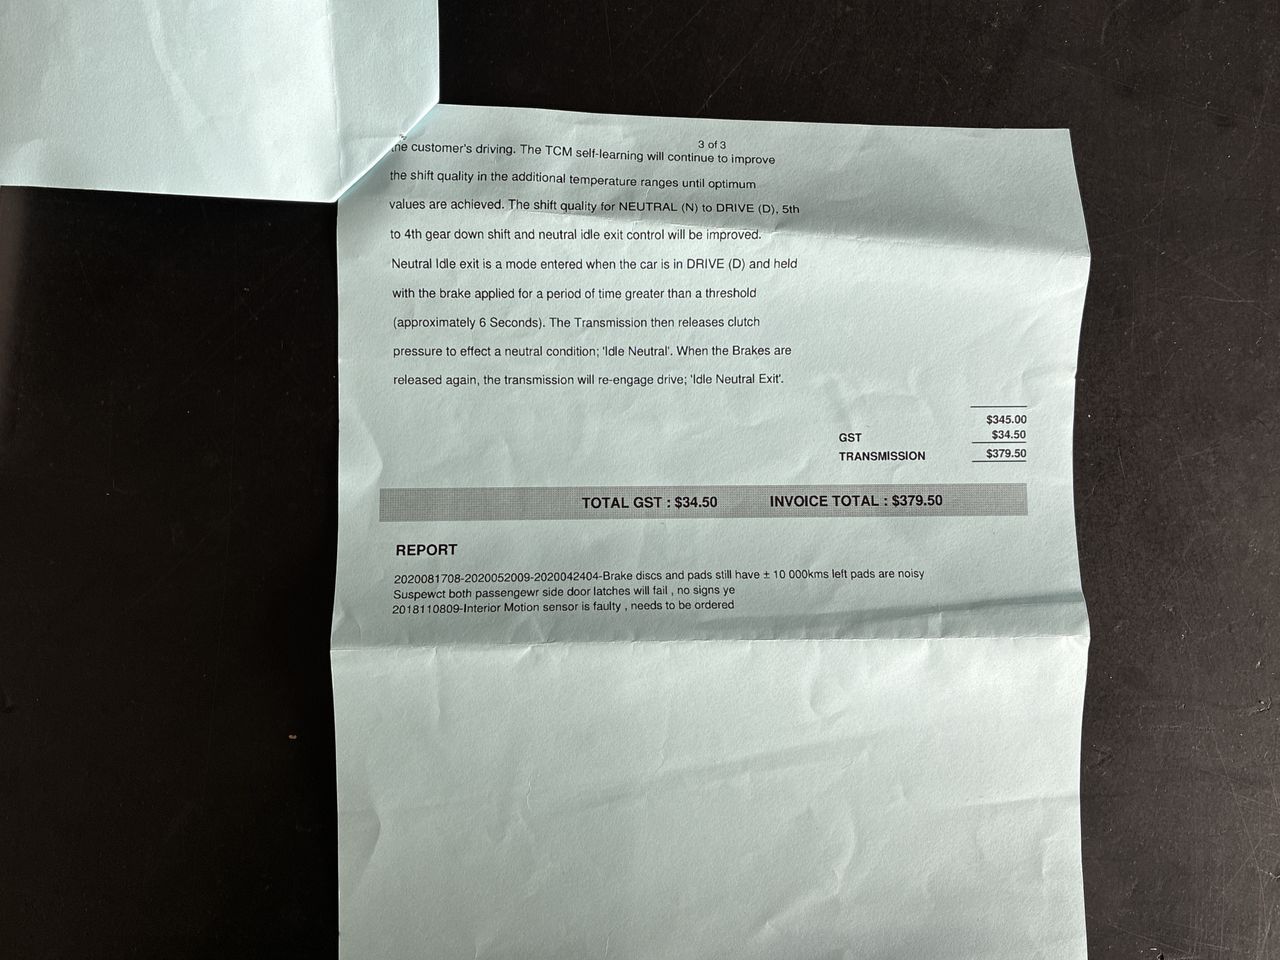 3 of 3
the customer's driving. The TCM self-learning will continue to improve
the shift quality in the additional temperature ranges until optimum
values are achieved. The shift quality for NEUTRAL (N) to DRIVE (D), 5th
to 4th gear down shift and neutral idle exit control will be improved.
Neutral Idle exit is a mode entered when the car is in DRIVE (D) and held
with the brake applied for a period of time greater than a threshold
(approximately 6 Seconds). The Transmission then releases clutch
pressure to effect a neutral condition; 'Idle Neutral'. When the Brakes are
released again, the transmission will re-engage drive; 'Idle Neutral Exit'.
$345.00
GST $34.50
TRANSMISSION $379.50
TOTAL GST : $34.50 INVOICE TOTAL : $379.50
REPORT
2020081708-2020052009-2020042404-Brake discs and pads still have ± 10 000kms left pads are noisy
Suspewct both passengewr side door latches will fail , no signs ye
2018110809-Interior Motion sensor is faulty , needs to be ordered